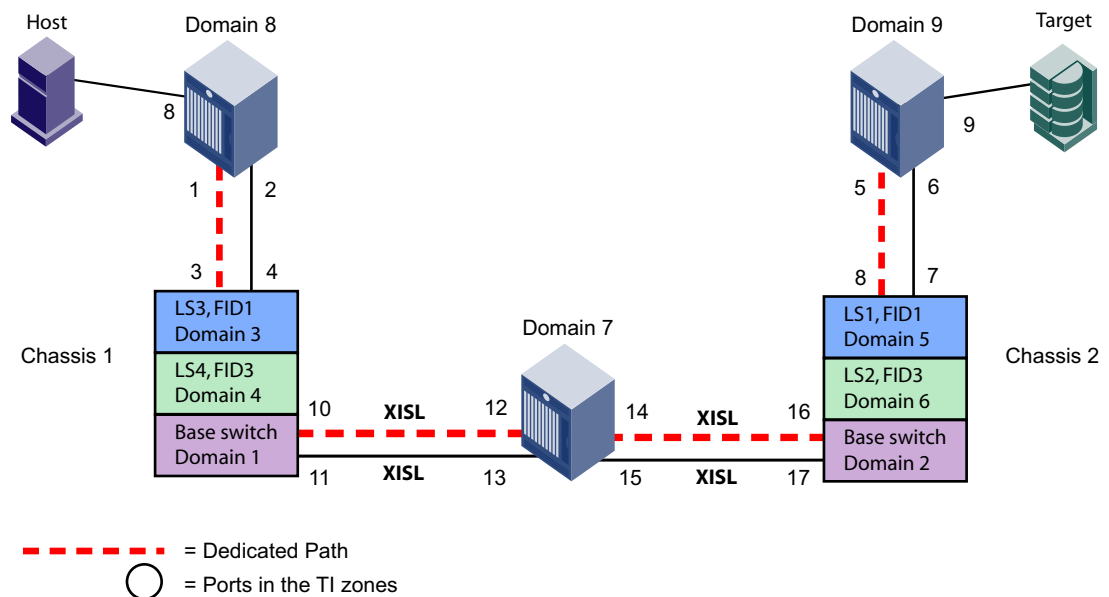 Host
Domain 8
Domain 9
Target
8
9
1
2
5
6
3
4
8
7
LS3, FID1
Domain 3
LS1, FID1
Domain 5
Domain 7
Chassis 1
Chassis 2
LS4, FID3
Domain 4
LS2, FID3
Domain 6
10
XISL
12
14
XISL
16
Base switch
Domain 1
Base switch
Domain 2
11
XISL
13
15
XISL
17
= Dedicated Path
= Ports in the TI zones